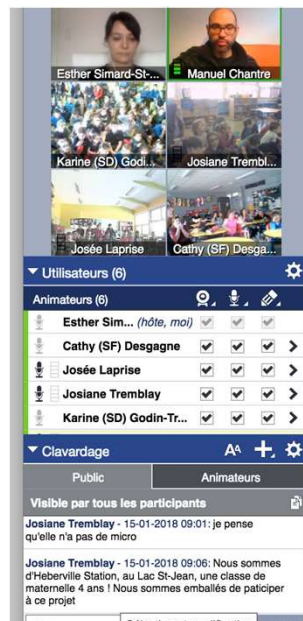 Esther Simard-St-...
Manuel Chantre
Karine (SD) Godi...
Josiane Trembl...
Josée Laprise
Cathy (SF) Desga...
Utilisateurs (6)
Animateurs (6)
Esther Sim... (hôte, moi)
Cathy (SF) Desgagne
Josée Laprise
Josiane Tremblay
Karine (SD) Godin-Tr...
Clavardage
AA
Public
Animateurs
Visible par tous les participants
Josiane Tremblay - 15-01-2018 09:01: je pense
qu'elle n'a pas de micro
Josiane Tremblay - 15-01-2018 09:06: Nous sommes
d'Heberville Station, au Lac St-Jean, une classe de
maternelle 4 ans ! Nous sommes emballés de paticiper
à ce projet